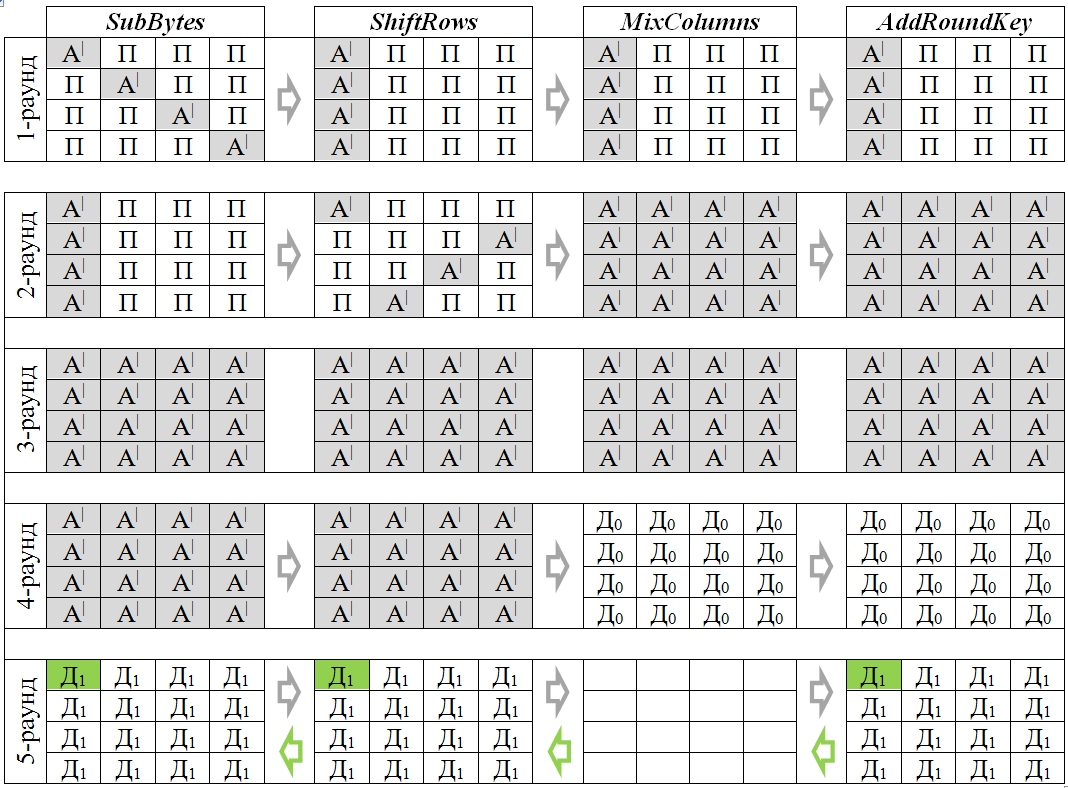 SubBytes ShiftRows MixColumns AddRoundKey
1-раунд
А| П П П А| П П П А| П П П А| П П П
П А| П П А| П П П А| П П П А| П П П
П П А| П А| П П П А| П П П А| П П П
П П П А| А| П П П А| П П П А| П П П
2-раунд
А| П П П А| П П П А| А| А| А| А| А| А| А|
А| П П П П П П А| А| А| А| А| А| А| А| А|
А| П П П П П А| П А| А| А| А| А| А| А| А|
А| П П П П А| П П А| А| А| А| А| А| А| А|
3-раунд
А| А| А| А| А| А| А| А| А| А| А| А| А| А| А| А|
А| А| А| А| А| А| А| А| А| А| А| А| А| А| А| А|
А| А| А| А| А| А| А| А| А| А| А| А| А| А| А| А|
А| А| А| А| А| А| А| А| А| А| А| А| А| А| А| А|
4-раунд
А| А| А| А| А| А| А| А| Д0 Д0 Д0 Д0 Д0 Д0 Д0 Д0
А| А| А| А| А| А| А| А| Д0 Д0 Д0 Д0 Д0 Д0 Д0 Д0
А| А| А| А| А| А| А| А| Д0 Д0 Д0 Д0 Д0 Д0 Д0 Д0
А| А| А| А| А| А| А| А| Д0 Д0 Д0 Д0 Д0 Д0 Д0 Д0
5-раунд
Д1 Д1 Д1 Д1 Д1 Д1 Д1 Д1 Д1 Д1 Д1 Д1
Д1 Д1 Д1 Д1 Д1 Д1 Д1 Д1 Д1 Д1 Д1 Д1
Д1 Д1 Д1 Д1 Д1 Д1 Д1 Д1 Д1 Д1 Д1 Д1
Д1 Д1 Д1 Д1 Д1 Д1 Д1 Д1 Д1 Д1 Д1 Д1